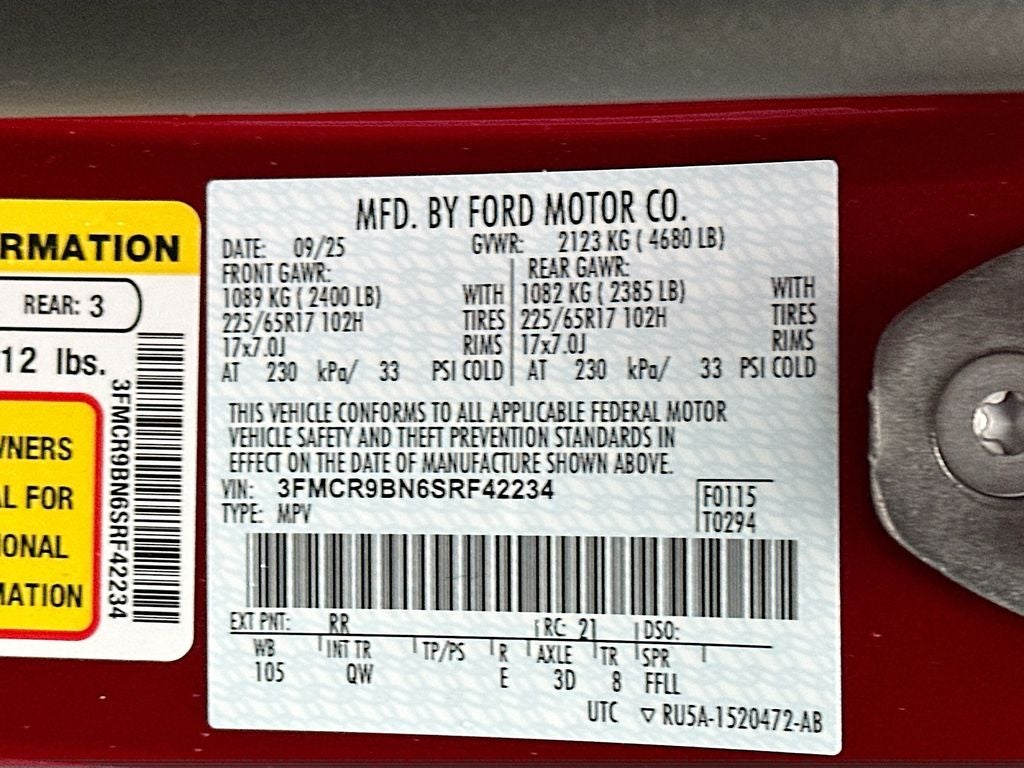 RMATION
REAR: 3
12 lbs.
WNERS
AL FOR
IONAL
MATION
3FMCR9BN6SRF42234
MFD. BY FORD MOTOR CO.
DATE: 09/25 GVWR: 2123 KG ( 4680 LB)
FRONT GAWR: REAR GAWR:
1089 KG ( 2400 LB) WITH 1082 KG ( 2385 LB) WITH
225/65R17 102H TIRES 225/65R17 102H TIRES
17x7.0J RIMS 17x7.0J RIMS
AT 230 kPa/ 33 PSI COLD AT 230 kPa/ 33 PSI COLD
THIS VEHICLE CONFORMS TO ALL APPLICABLE FEDERAL MOTOR
VEHICLE SAFETY AND THEFT PREVENTION STANDARDS IN
EFFECT ON THE DATE OF MANUFACTURE SHOWN ABOVE.
VIN: 3FMCR9BN6SRF42234 F0115
TYPE: MPV T0294
EXT PNT: RR RC: 21 DSO:
WB INT TR TP/PS R AXLE TR SPR
105 QW E 3D 8 FFLL
UTC ▽ RU5A-1520472-AB